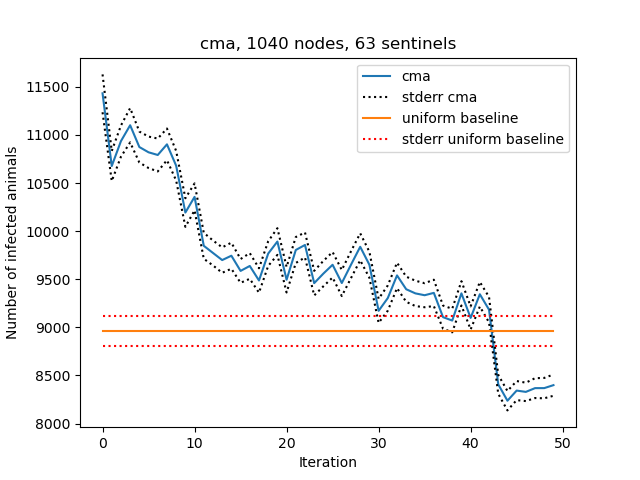 cma, 1040 nodes, 63 sentinels
cma
stderr cma
uniform baseline
stderr uniform baseline
Number of infected animals
11500
11000
10500
10000
9500
9000
8500
8000
0 10 20 30 40 50
Iteration